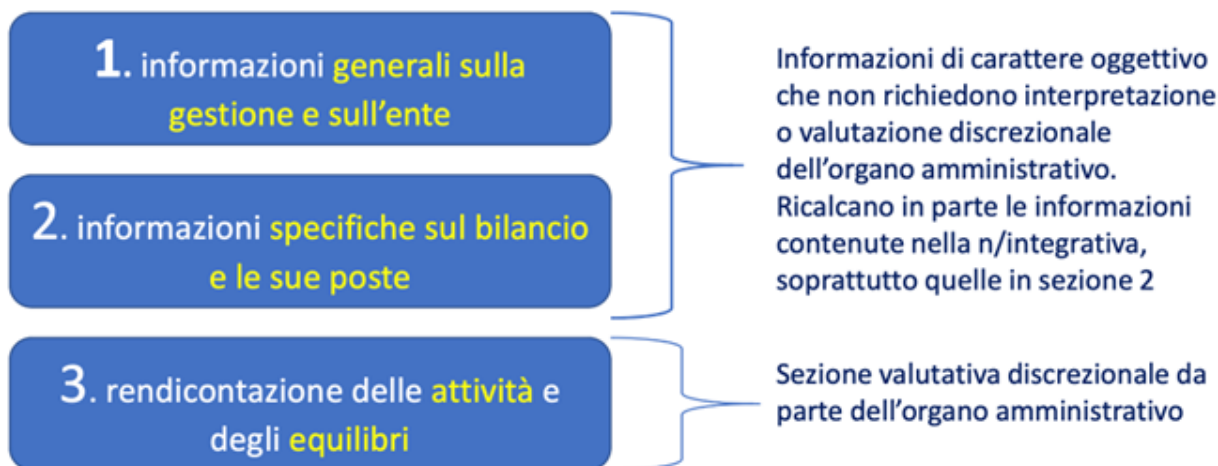 1. informazioni generali sulla
gestione e sull'ente
2. informazioni specifiche sul bilancio
e le sue poste
3. rendicontazione delle attività e
degli equilibri
Informazioni di carattere oggettivo
che non richiedono interpretazione
o valutazione discrezionale
dell'organo amministrativo.
Ricalcano in parte le informazioni
contenute nella n/integrativa,
soprattutto quelle in sezione 2
Sezione valutativa discrezionale da
parte dell'organo amministrativo